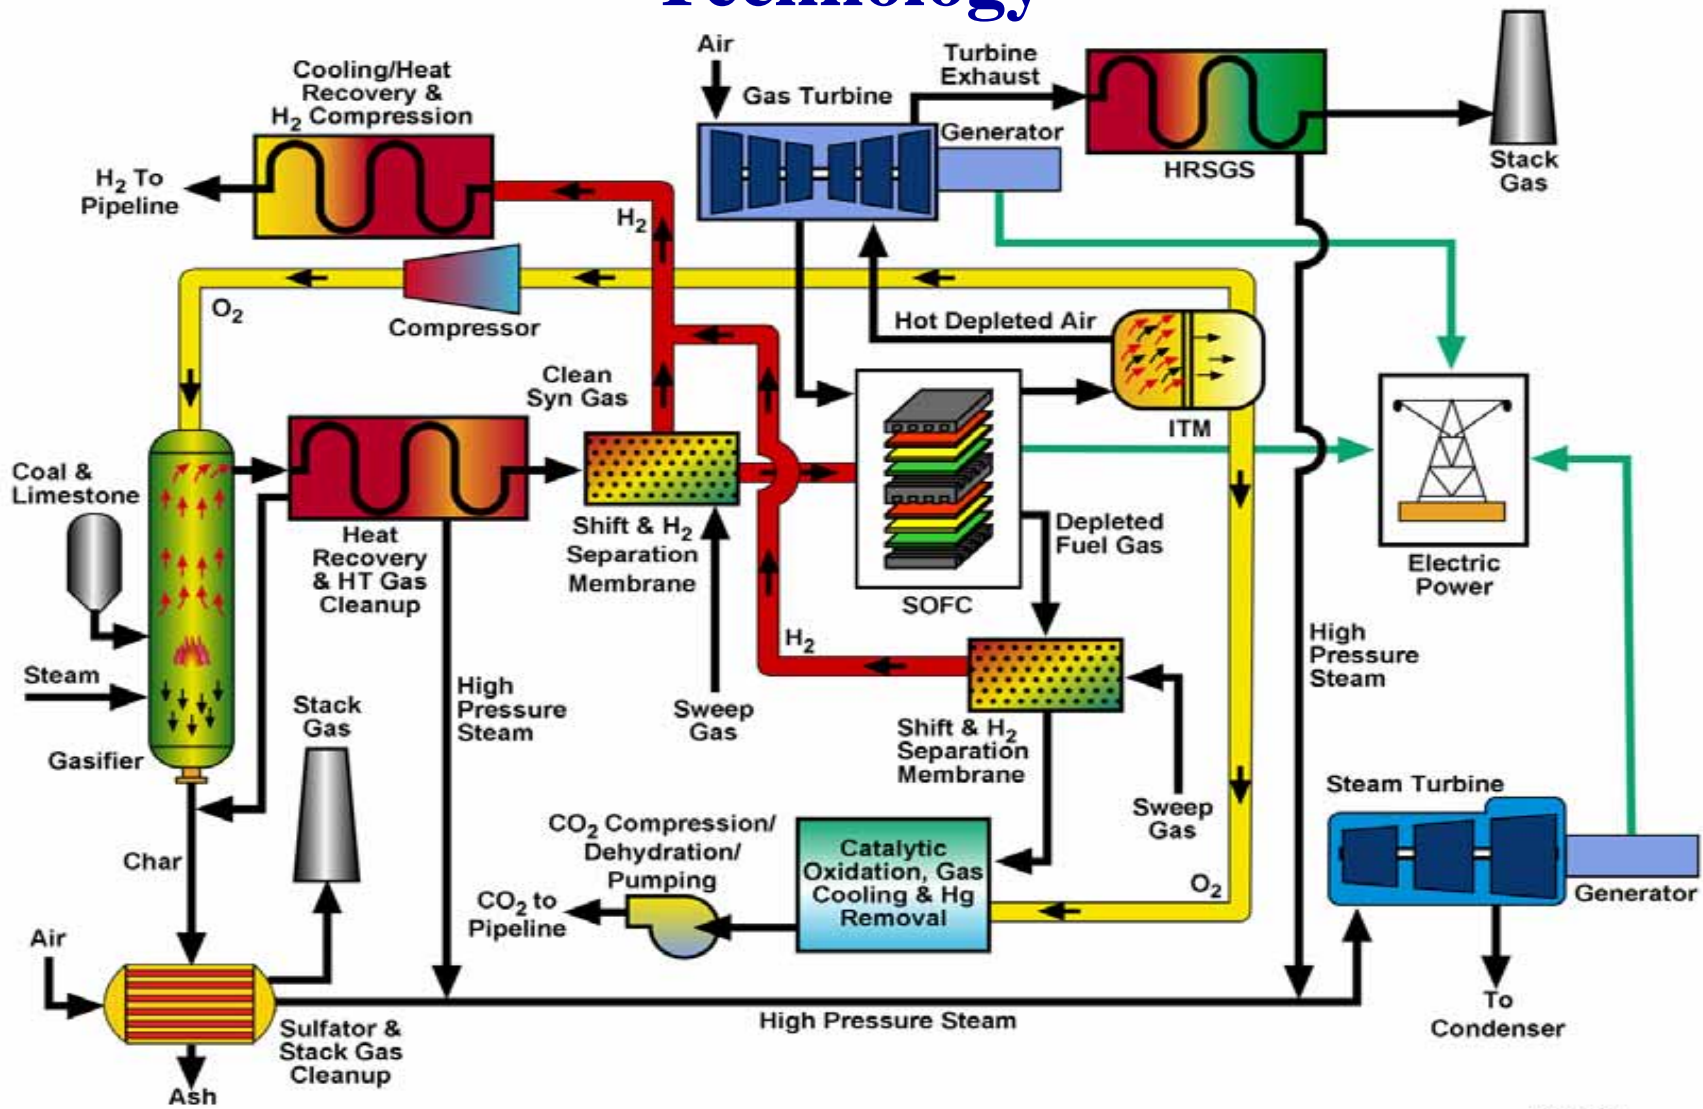 Technology
Air
Turbine
Exhaust
Cooling/Heat
Recovery &
H2 Compression
Gas Turbine
Generator
HRSGS
Stack
Gas
H2 To
Pipeline
H2
O2
Compressor
Hot Depleted Air
Clean
Syn Gas
ITM
Coal &
Limestone
Heat
Recovery
& HT Gas
Cleanup
Shift & H2
Separation
Membrane
Depleted
Fuel Gas
SOFC
Electric
Power
H2
High
Pressure
Steam
Steam
Stack
Gas
High
Pressure
Steam
Sweep
Gas
Shift & H2
Separation
Membrane
Gasifier
Steam Turbine
Sweep
Gas
CO2 Compression/
Dehydration/
Pumping
Catalytic
Oxidation, Gas
Cooling & Hg
Removal
Char
O2
Generator
CO2 to
Pipeline
Air
To
Condenser
High Pressure Steam
Sulfator &
Stack Gas
Cleanup
Ash